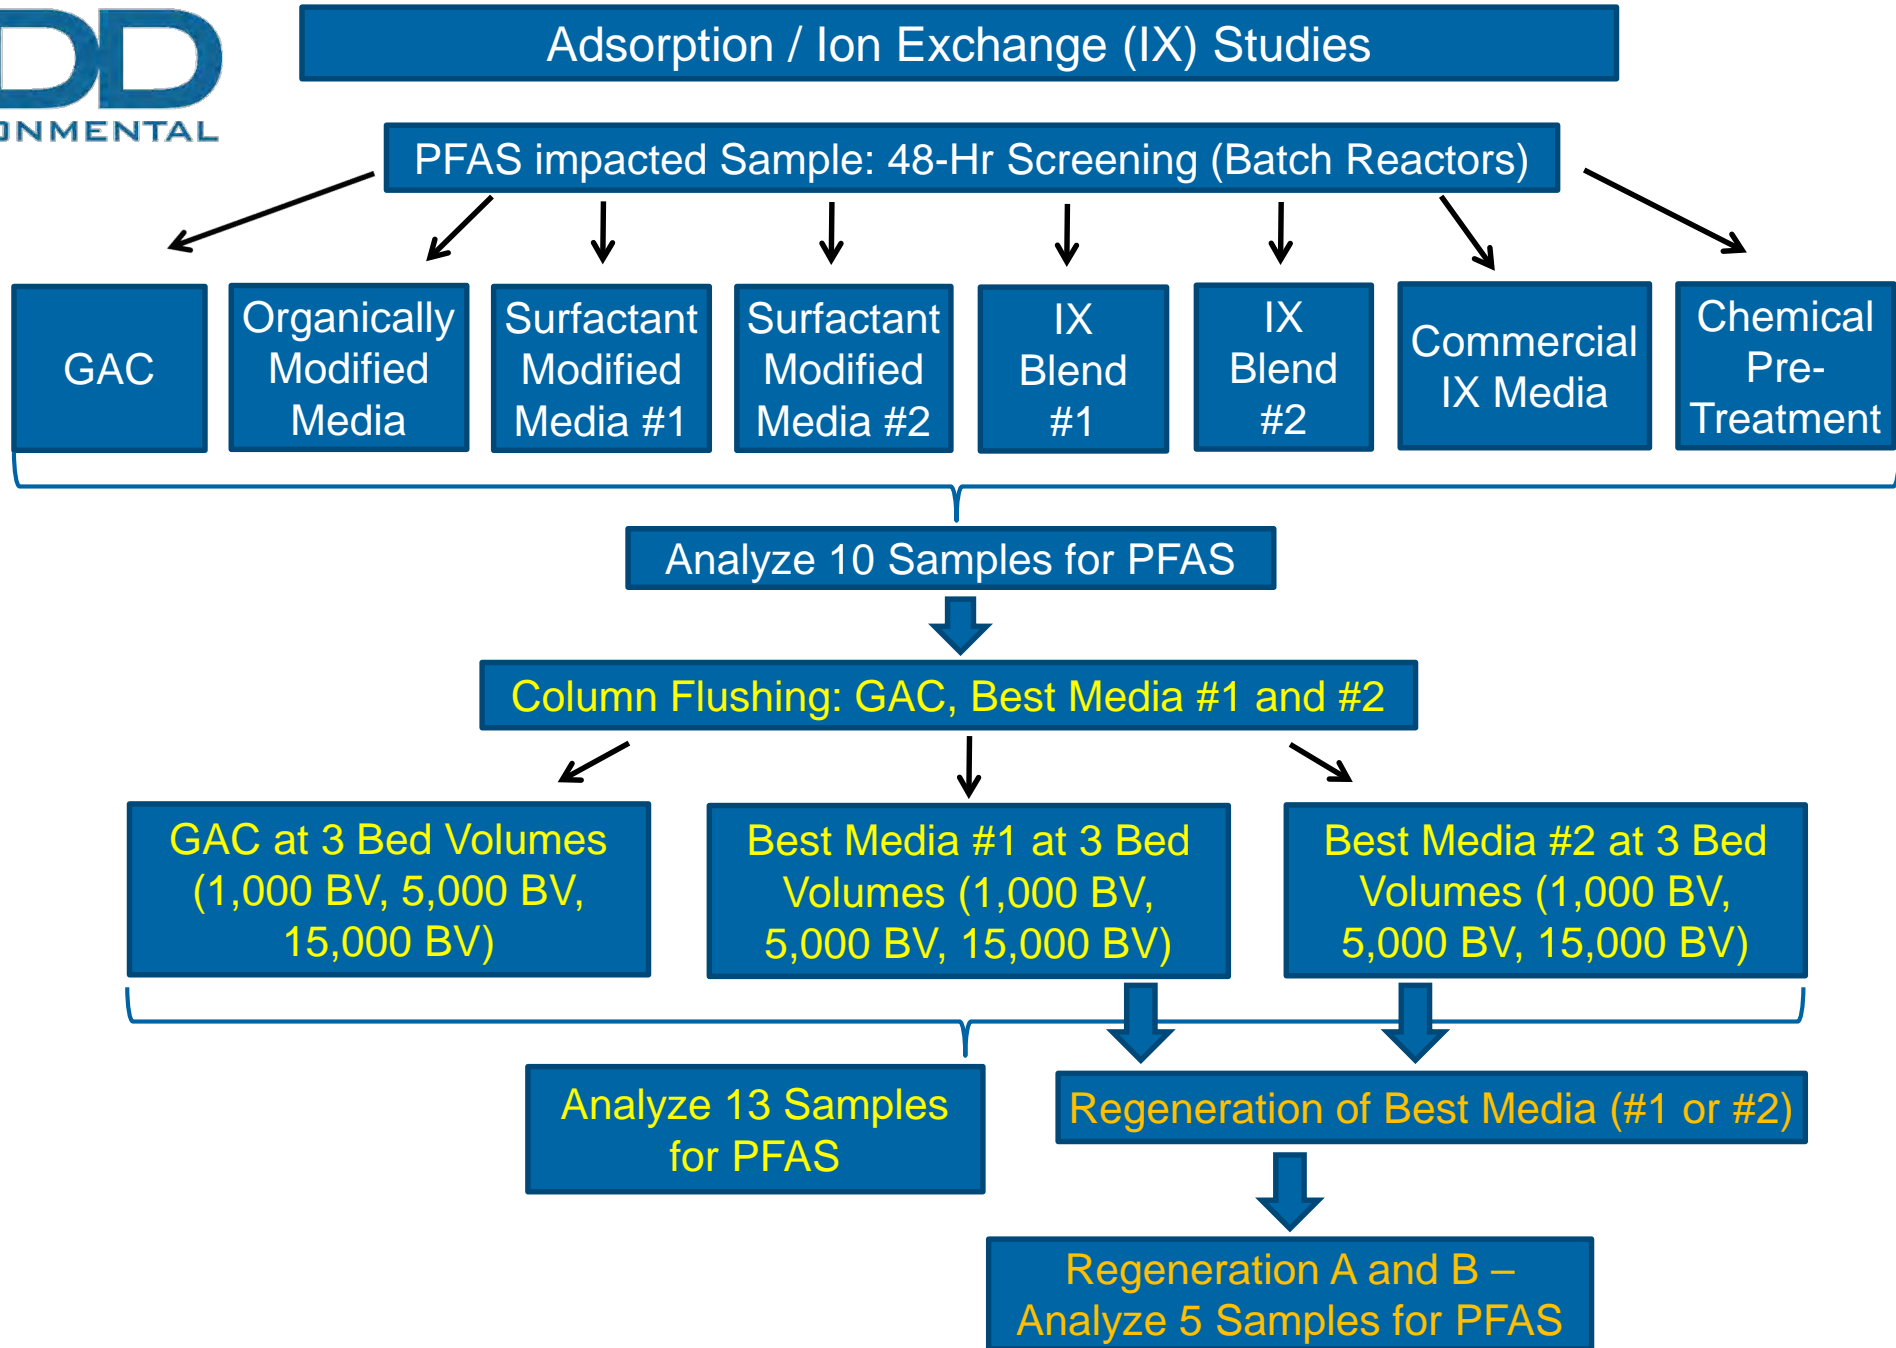 DD
ONMENTAL
Adsorption / Ion Exchange (IX) Studies
PFAS impacted Sample: 48-Hr Screening (Batch Reactors)
GAC
Organically
Modified
Media
Surfactant
Modified
Media #1
Surfactant
Modified
Media #2
IX
Blend
#1
IX
Blend
#2
Commercial
IX Media
Chemical
Pre-
Treatment
Analyze 10 Samples for PFAS
Column Flushing: GAC, Best Media #1 and #2
GAC at 3 Bed Volumes
(1,000 BV, 5,000 BV,
15,000 BV)
Best Media #1 at 3 Bed
Volumes (1,000 BV,
5,000 BV, 15,000 BV)
Best Media #2 at 3 Bed
Volumes (1,000 BV,
5,000 BV, 15,000 BV)
Analyze 13 Samples
for PFAS
Regeneration of Best Media (#1 or #2)
Regeneration A and B –
Analyze 5 Samples for PFAS